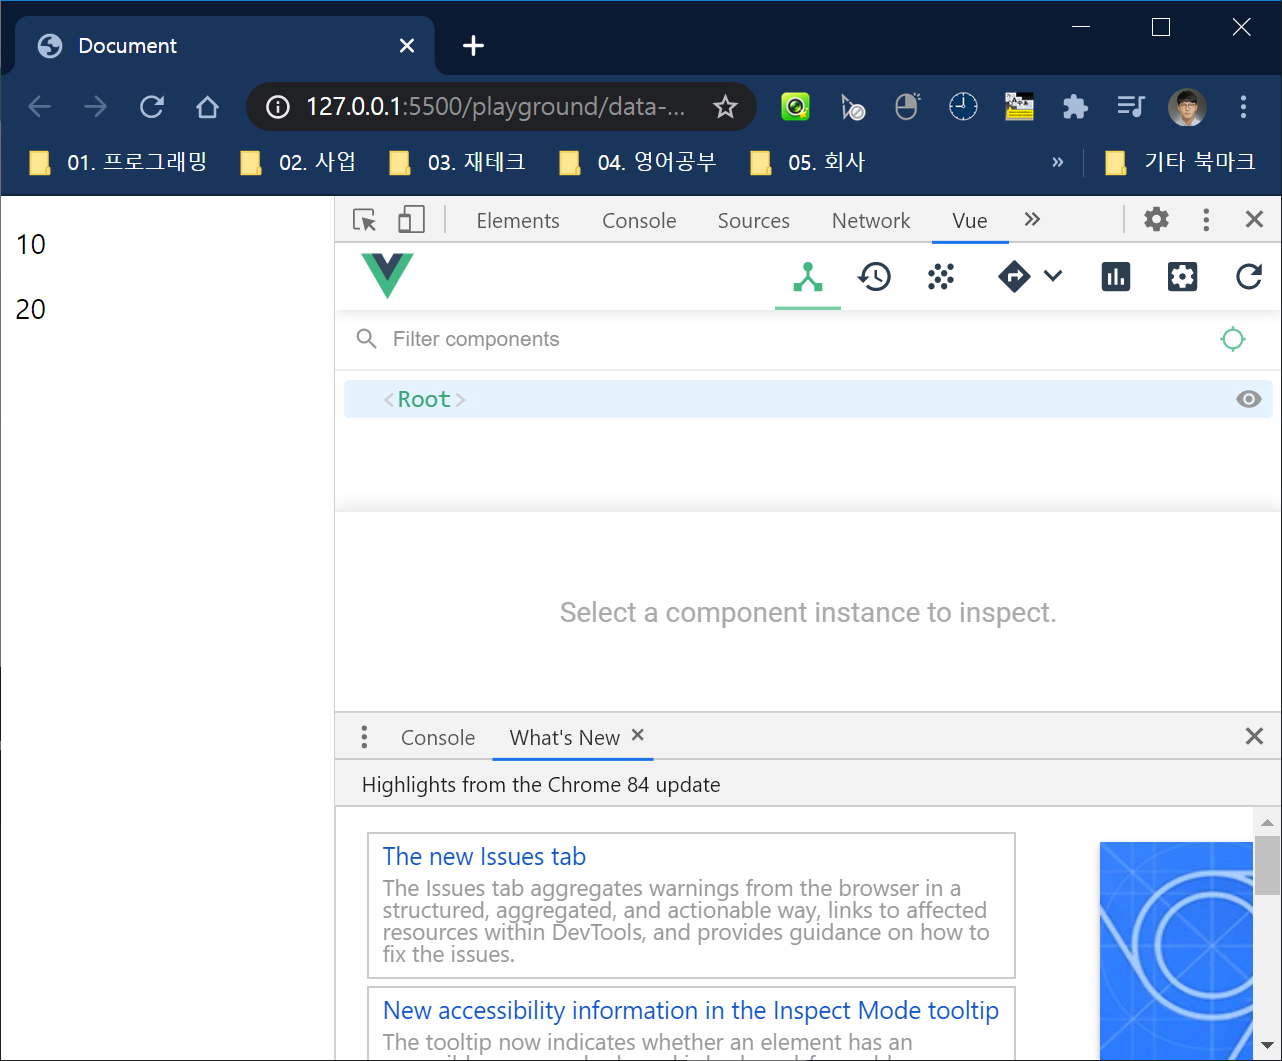 Document
127.0.0.1:5500/playground/data-...
01. 프로그래밍
02. 사업
03. 재테크
04. 영어공부
05. 회사
»
기타 북마크
10
20
Elements
Console
Sources
Network
Vue
Filter components
<Root>
Select a component instance to inspect.
Console
What's New
Highlights from the Chrome 84 update
The new Issues tab
The Issues tab aggregates warnings from the browser in a
structured, aggregated, and actionable way, links to affected
resources within DevTools, and provides guidance on how to
fix the issues.
New accessibility information in the Inspect Mode tooltip
The tooltip now indicates whether an element has an